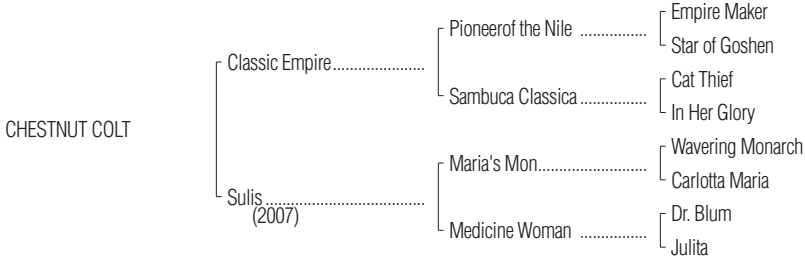 Empire Maker
Pioneerof the Nile ................
Star of Goshen
Classic Empire......................
Cat Thief
Sambuca Classica ................
In Her Glory
CHESTNUT COLT
Wavering Monarch
Maria's Mon..........................
Carlotta Maria
Sulis ......................................
(2007)
Dr. Blum
Medicine Woman ................
Julita